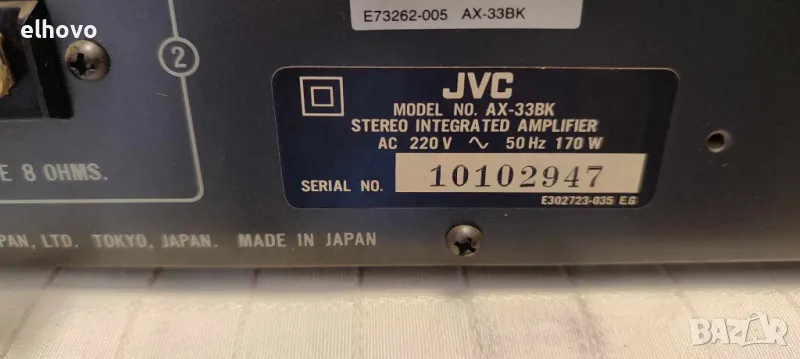 elhovo
E73262-005 AX-33BK
2
JVC
MODEL NO. AX-33BK
STEREO INTEGRATED AMPLIFIER
AC 220 V ~ 50 Hz 170 W
SERIAL NO. 10102947
E302723-035 E.G
8 OHMS.
LTD. TOKYO, JAPAN. MADE IN JAPAN
BAZAR